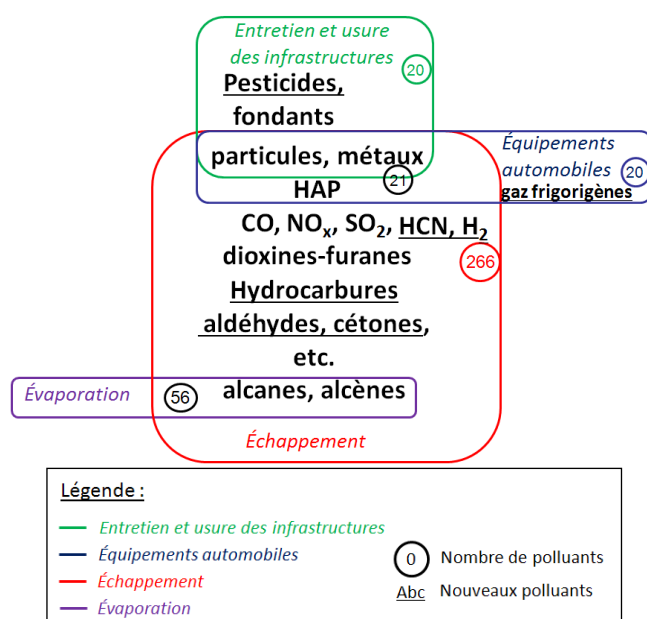 Entretien et usure
des infrastructures
20
Pesticides,
fondants
particules, métaux
21
HAP
Équipements
automobiles
20
gaz frigorigènes
CO, NOx, SO2, HCN, H2
dioxines-furanes
266
Hydrocarbures
aldéhydes, cétones,
etc.
Évaporation
56
alcanes, alcènes
Échappement
Légende :
Entretien et usure des infrastructures
Équipements automobiles
Échappement
Évaporation
0 Nombre de polluants
Abc Nouveaux polluants